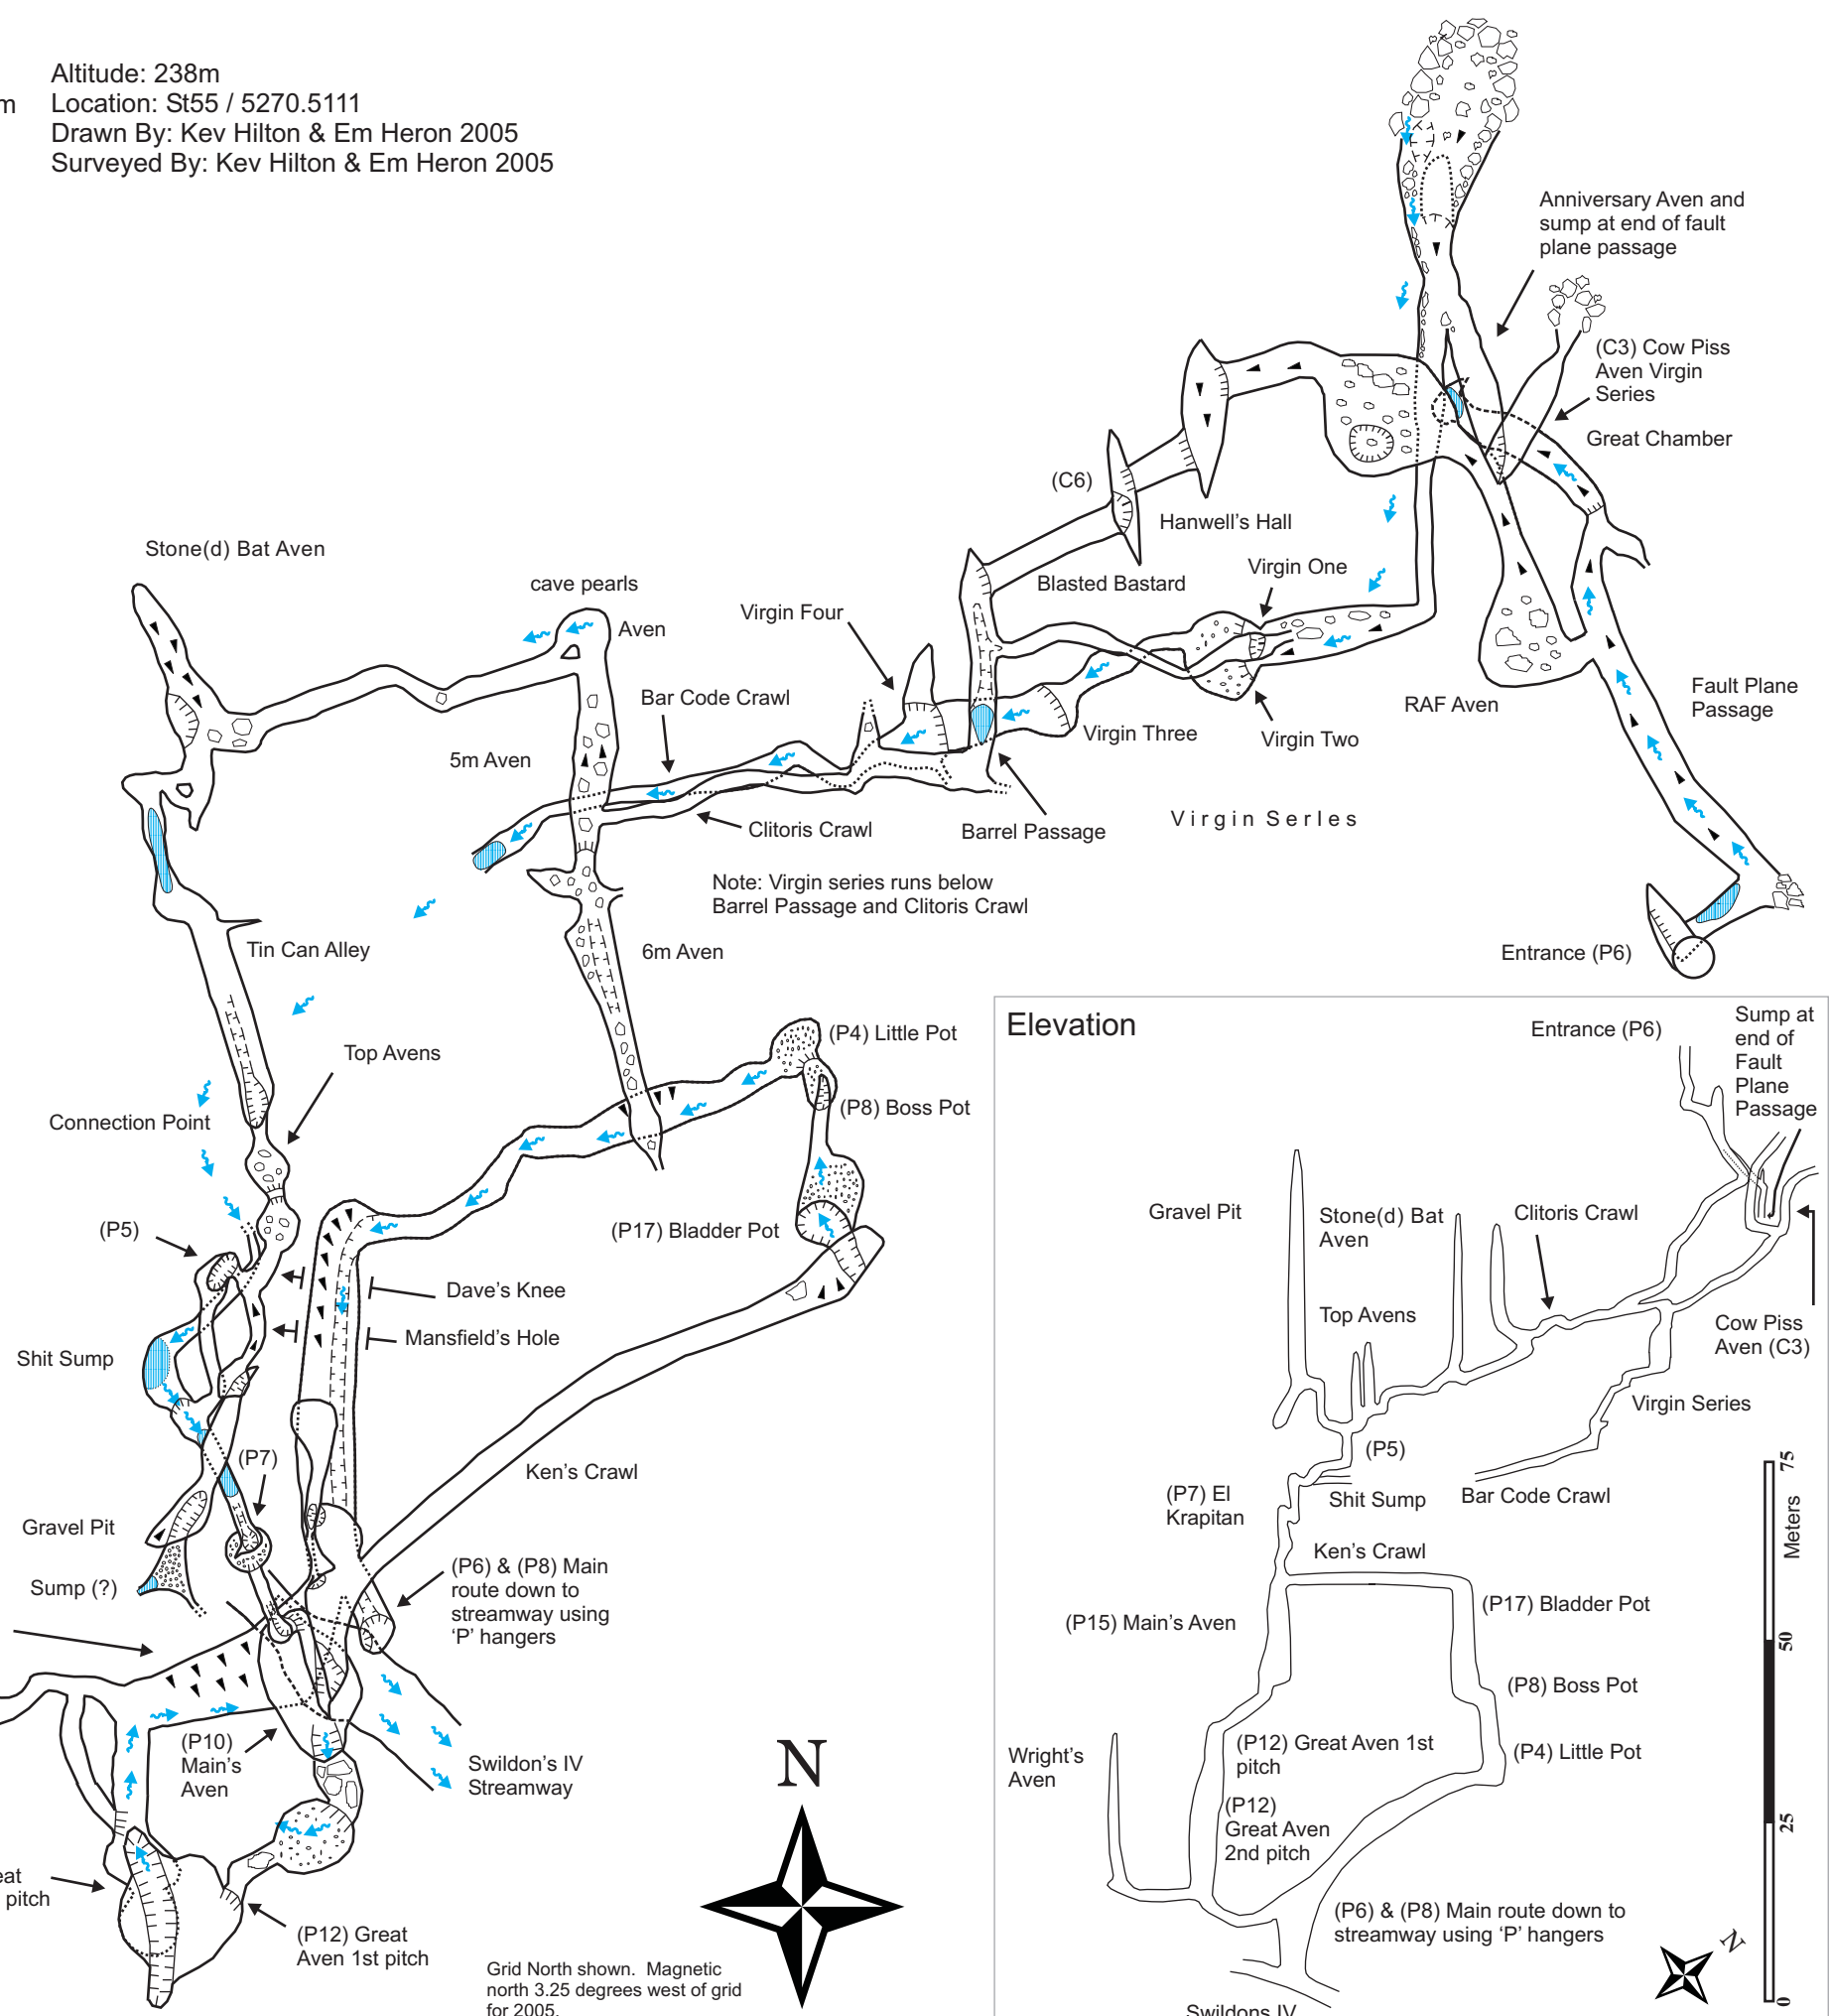 m
Altitude: 238m
Location: St55 / 5270.5111
Drawn By: Kev Hilton & Em Heron 2005
Surveyed By: Kev Hilton & Em Heron 2005
Anniversary Aven and
sump at end of fault
plane passage
(C3) Cow Piss
Aven Virgin
Series
Great Chamber
(C6)
Hanwell's Hall
Stone(d) Bat Aven
cave pearls
Aven
Virgin Four
Blasted Bastard
Virgin One
Bar Code Crawl
5m Aven
Virgin Three
Virgin Two
RAF Aven
Fault Plane
Passage
Clitoris Crawl
Barrel Passage
Virgin SerIes
Note: Virgin series runs below
Barrel Passage and Clitoris Crawl
Tin Can Alley
6m Aven
Entrance (P6)
Top Avens
(P4) Little Pot
Connection Point
(P8) Boss Pot
(P5)
(P17) Bladder Pot
Dave's Knee
Mansfield's Hole
Shit Sump
(P7)
Ken's Crawl
Gravel Pit
Sump (?)
(P6) & (P8) Main
route down to
streamway using
'P' hangers
(P10)
Main's
Aven
Swildon's IV
Streamway
eat
pitch
(P12) Great
Aven 1st pitch
N
Grid North shown. Magnetic
north 3.25 degrees west of grid
for 2005.
Elevation
Entrance (P6)
Sump at
end of
Fault
Plane
Passage
Gravel Pit
Stone(d) Bat
Aven
Clitoris Crawl
Top Avens
Cow Piss
Aven (C3)
Virgin Series
(P5)
(P7) El
Krapitan
Shit Sump
Bar Code Crawl
Ken's Crawl
(P15) Main's Aven
(P17) Bladder Pot
(P8) Boss Pot
(P12) Great Aven 1st
pitch
(P4) Little Pot
Wright's
Aven
(P12)
Great Aven
2nd pitch
(P6) & (P8) Main route down to
streamway using 'P' hangers
Swildons IV
N
75
Meters
50
25
0